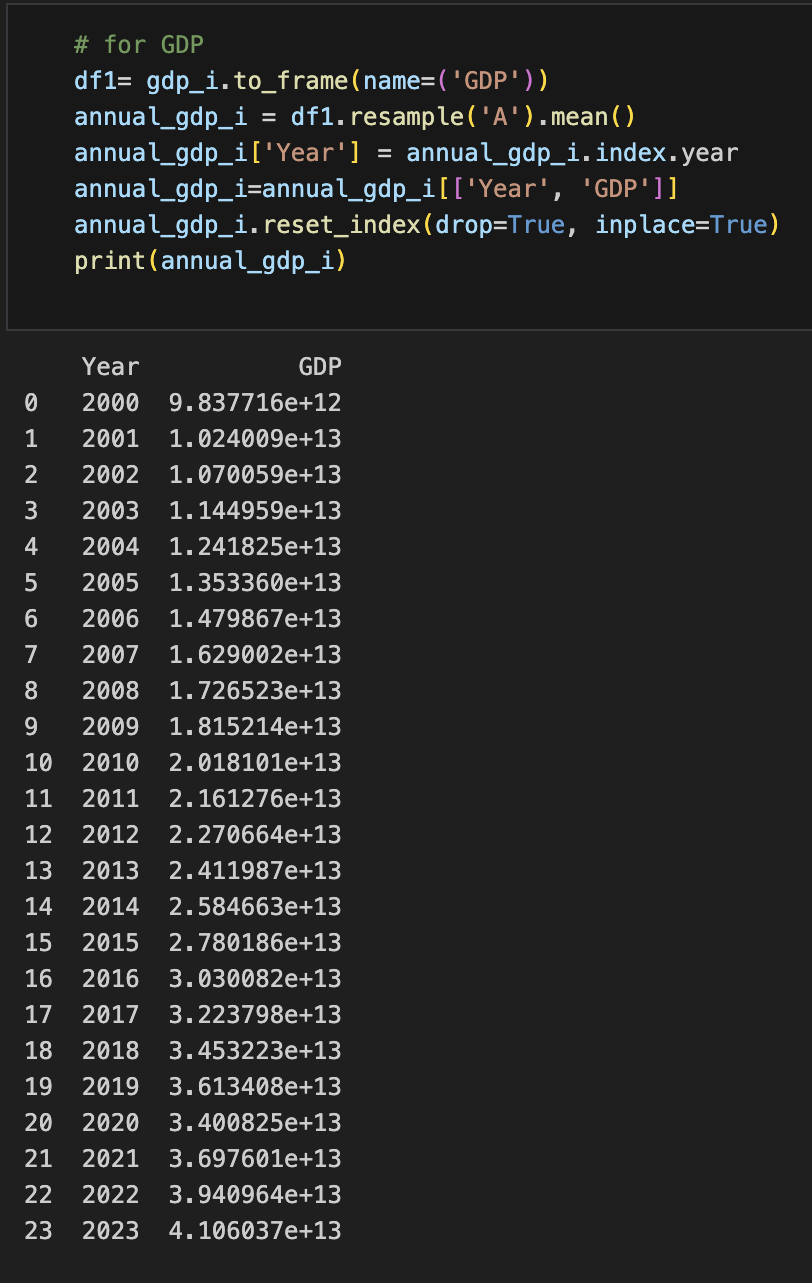 # for GDP
df1= gdp_i.to_frame(name=('GDP'))
annual_gdp_i = df1.resample('A').mean()
annual_gdp_i['Year'] = annual_gdp_i.index.year
annual_gdp_i=annual_gdp_i[['Year', 'GDP']]
annual_gdp_i.reset_index(drop=True, inplace=True)
print(annual_gdp_i)
    Year           GDP
0   2000  9.837716e+12
1   2001  1.024009e+13
2   2002  1.070059e+13
3   2003  1.144959e+13
4   2004  1.241825e+13
5   2005  1.353360e+13
6   2006  1.479867e+13
7   2007  1.629002e+13
8   2008  1.726523e+13
9   2009  1.815214e+13
10  2010  2.018101e+13
11  2011  2.161276e+13
12  2012  2.270664e+13
13  2013  2.411987e+13
14  2014  2.584663e+13
15  2015  2.780186e+13
16  2016  3.030082e+13
17  2017  3.223798e+13
18  2018  3.453223e+13
19  2019  3.613408e+13
20  2020  3.400825e+13
21  2021  3.697601e+13
22  2022  3.940964e+13
23  2023  4.106037e+13